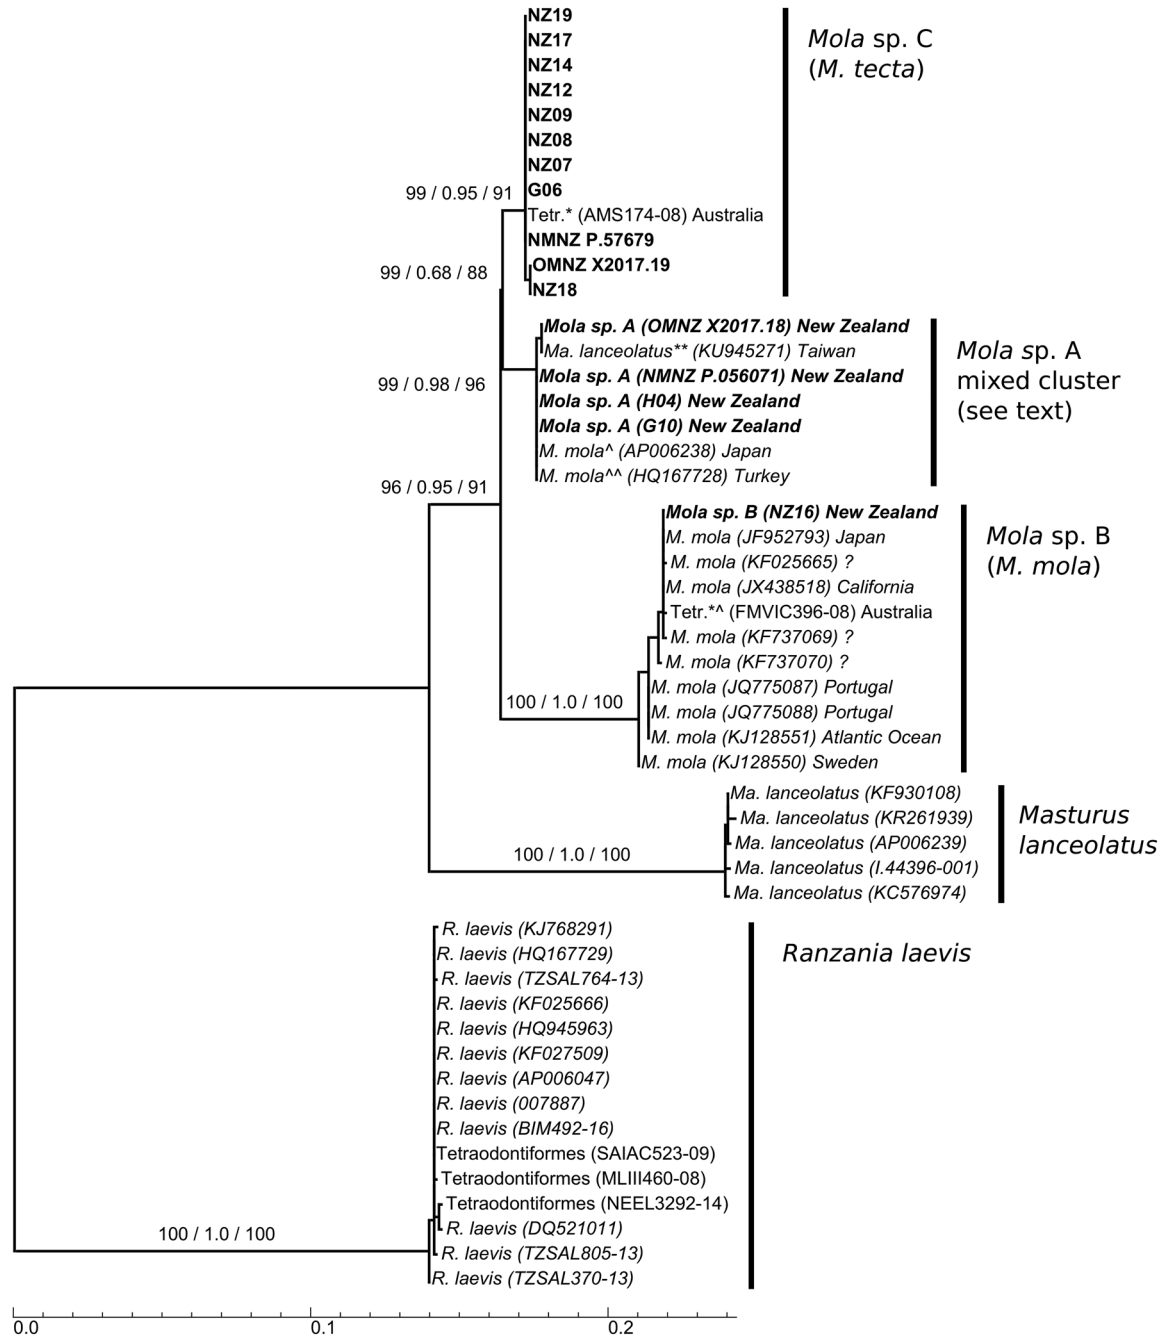 NZ19
NZ17
NZ14
NZ12
NZ09
NZ08
NZ07
G06
Tetr.* (AMS174-08) Australia
NMNZ P.57679
OMNZ X2017.19
NZ18
Mola sp. C
(M. tecta)
99 / 0.95 / 91
99 / 0.68 / 88
Mola sp. A (OMNZ X2017.18) New Zealand
Ma. lanceolatus** (KU945271) Taiwan
Mola sp. A (NMNZ P.056071) New Zealand
Mola sp. A (H04) New Zealand
Mola sp. A (G10) New Zealand
M. mola^ (AP006238) Japan
M. mola^^ (HQ167728) Turkey
Mola sp. A
mixed cluster
(see text)
99 / 0.98 / 96
96 / 0.95 / 91
Mola sp. B (NZ16) New Zealand
M. mola (JF952793) Japan
M. mola (KF025665) ?
M. mola (JX438518) California
Tetr.*^ (FMVIC396-08) Australia
M. mola (KF737069) ?
M. mola (KF737070) ?
M. mola (JQ775087) Portugal
M. mola (JQ775088) Portugal
M. mola (KJ128551) Atlantic Ocean
M. mola (KJ128550) Sweden
Mola sp. B
(M. mola)
100 / 1.0 / 100
Ma. lanceolatus (KF930108)
Ma. lanceolatus (KR261939)
Ma. lanceolatus (AP006239)
Ma. lanceolatus (I.44396-001)
Ma. lanceolatus (KC576974)
Masturus
lanceolatus
100 / 1.0 / 100
R. laevis (KJ768291)
R. laevis (HQ167729)
R. laevis (TZSAL764-13)
R. laevis (KF025666)
R. laevis (HQ945963)
R. laevis (KF027509)
R. laevis (AP006047)
R. laevis (007887)
R. laevis (BIM492-16)
Tetraodontiformes (SAIAC523-09)
Tetraodontiformes (MLIII460-08)
Tetraodontiformes (NEEL3292-14)
R. laevis (DQ521011)
R. laevis (TZSAL805-13)
R. laevis (TZSAL370-13)
Ranzania laevis
100 / 1.0 / 100
0.0 0.1 0.2